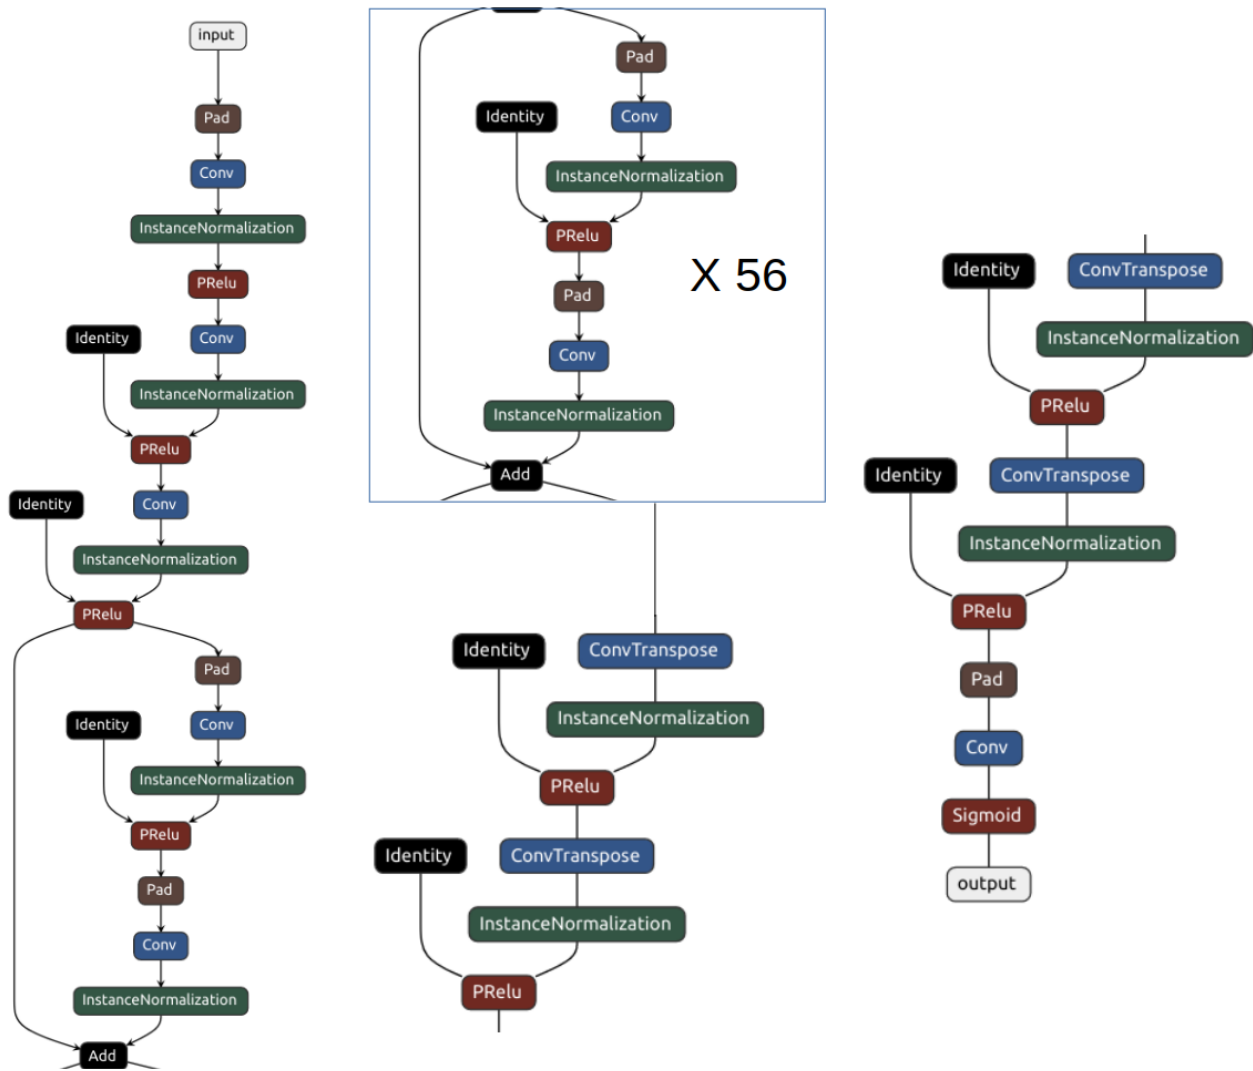 input
Pad
Conv
InstanceNormalization
PRelu
Identity
Conv
InstanceNormalization
PRelu
Identity
Conv
InstanceNormalization
PRelu
Pad
Identity
Conv
InstanceNormalization
PRelu
Pad
Conv
InstanceNormalization
Add
Pad
Identity
Conv
InstanceNormalization
PRelu
X 56
Pad
Conv
InstanceNormalization
Add
Identity
ConvTranspose
InstanceNormalization
PRelu
Identity
ConvTranspose
InstanceNormalization
PRelu
Identity
ConvTranspose
InstanceNormalization
PRelu
Identity
ConvTranspose
InstanceNormalization
PRelu
Pad
Conv
Sigmoid
output